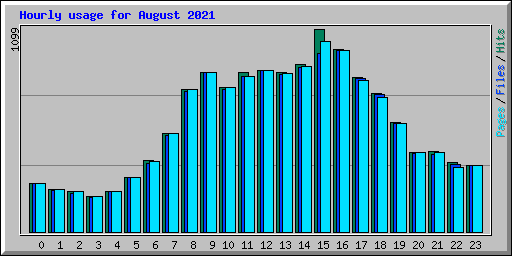 Hourly usage for August 2021
1099
Pages/Files/Hits
0 1 2 3 4 5 6 7 8 9 10 11 12 13 14 15 16 17 18 19 20 21 22 23